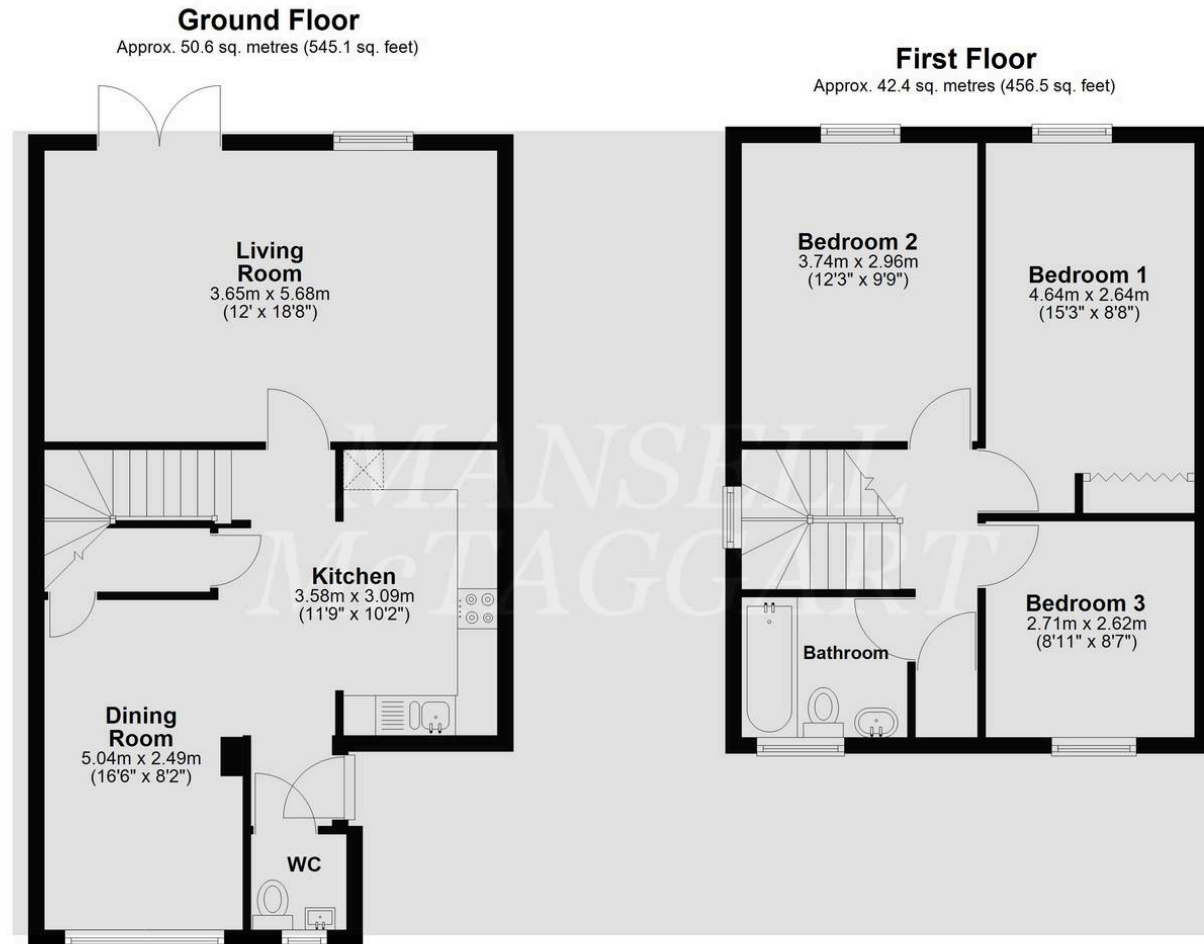 Ground Floor
Approx. 50.6 sq. metres (545.1 sq. feet)
First Floor
Approx. 42.4 sq. metres (456.5 sq. feet)
Living
Room
3.65m x 5.68m
(12' x 18'8")
Bedroom 2
3.74m x 2.96m
(12'3" x 9'9")
Bedroom 1
4.64m x 2.64m
(15'3" x 8'8")
Kitchen
3.58m x 3.09m
(11'9" x 10'2")
Dining
Room
5.04m x 2.49m
(16'6" x 8'2")
WC
Bathroom
Bedroom 3
2.71m x 2.62m
(8'11" x 8'7")
MANSELL
McTAGGART